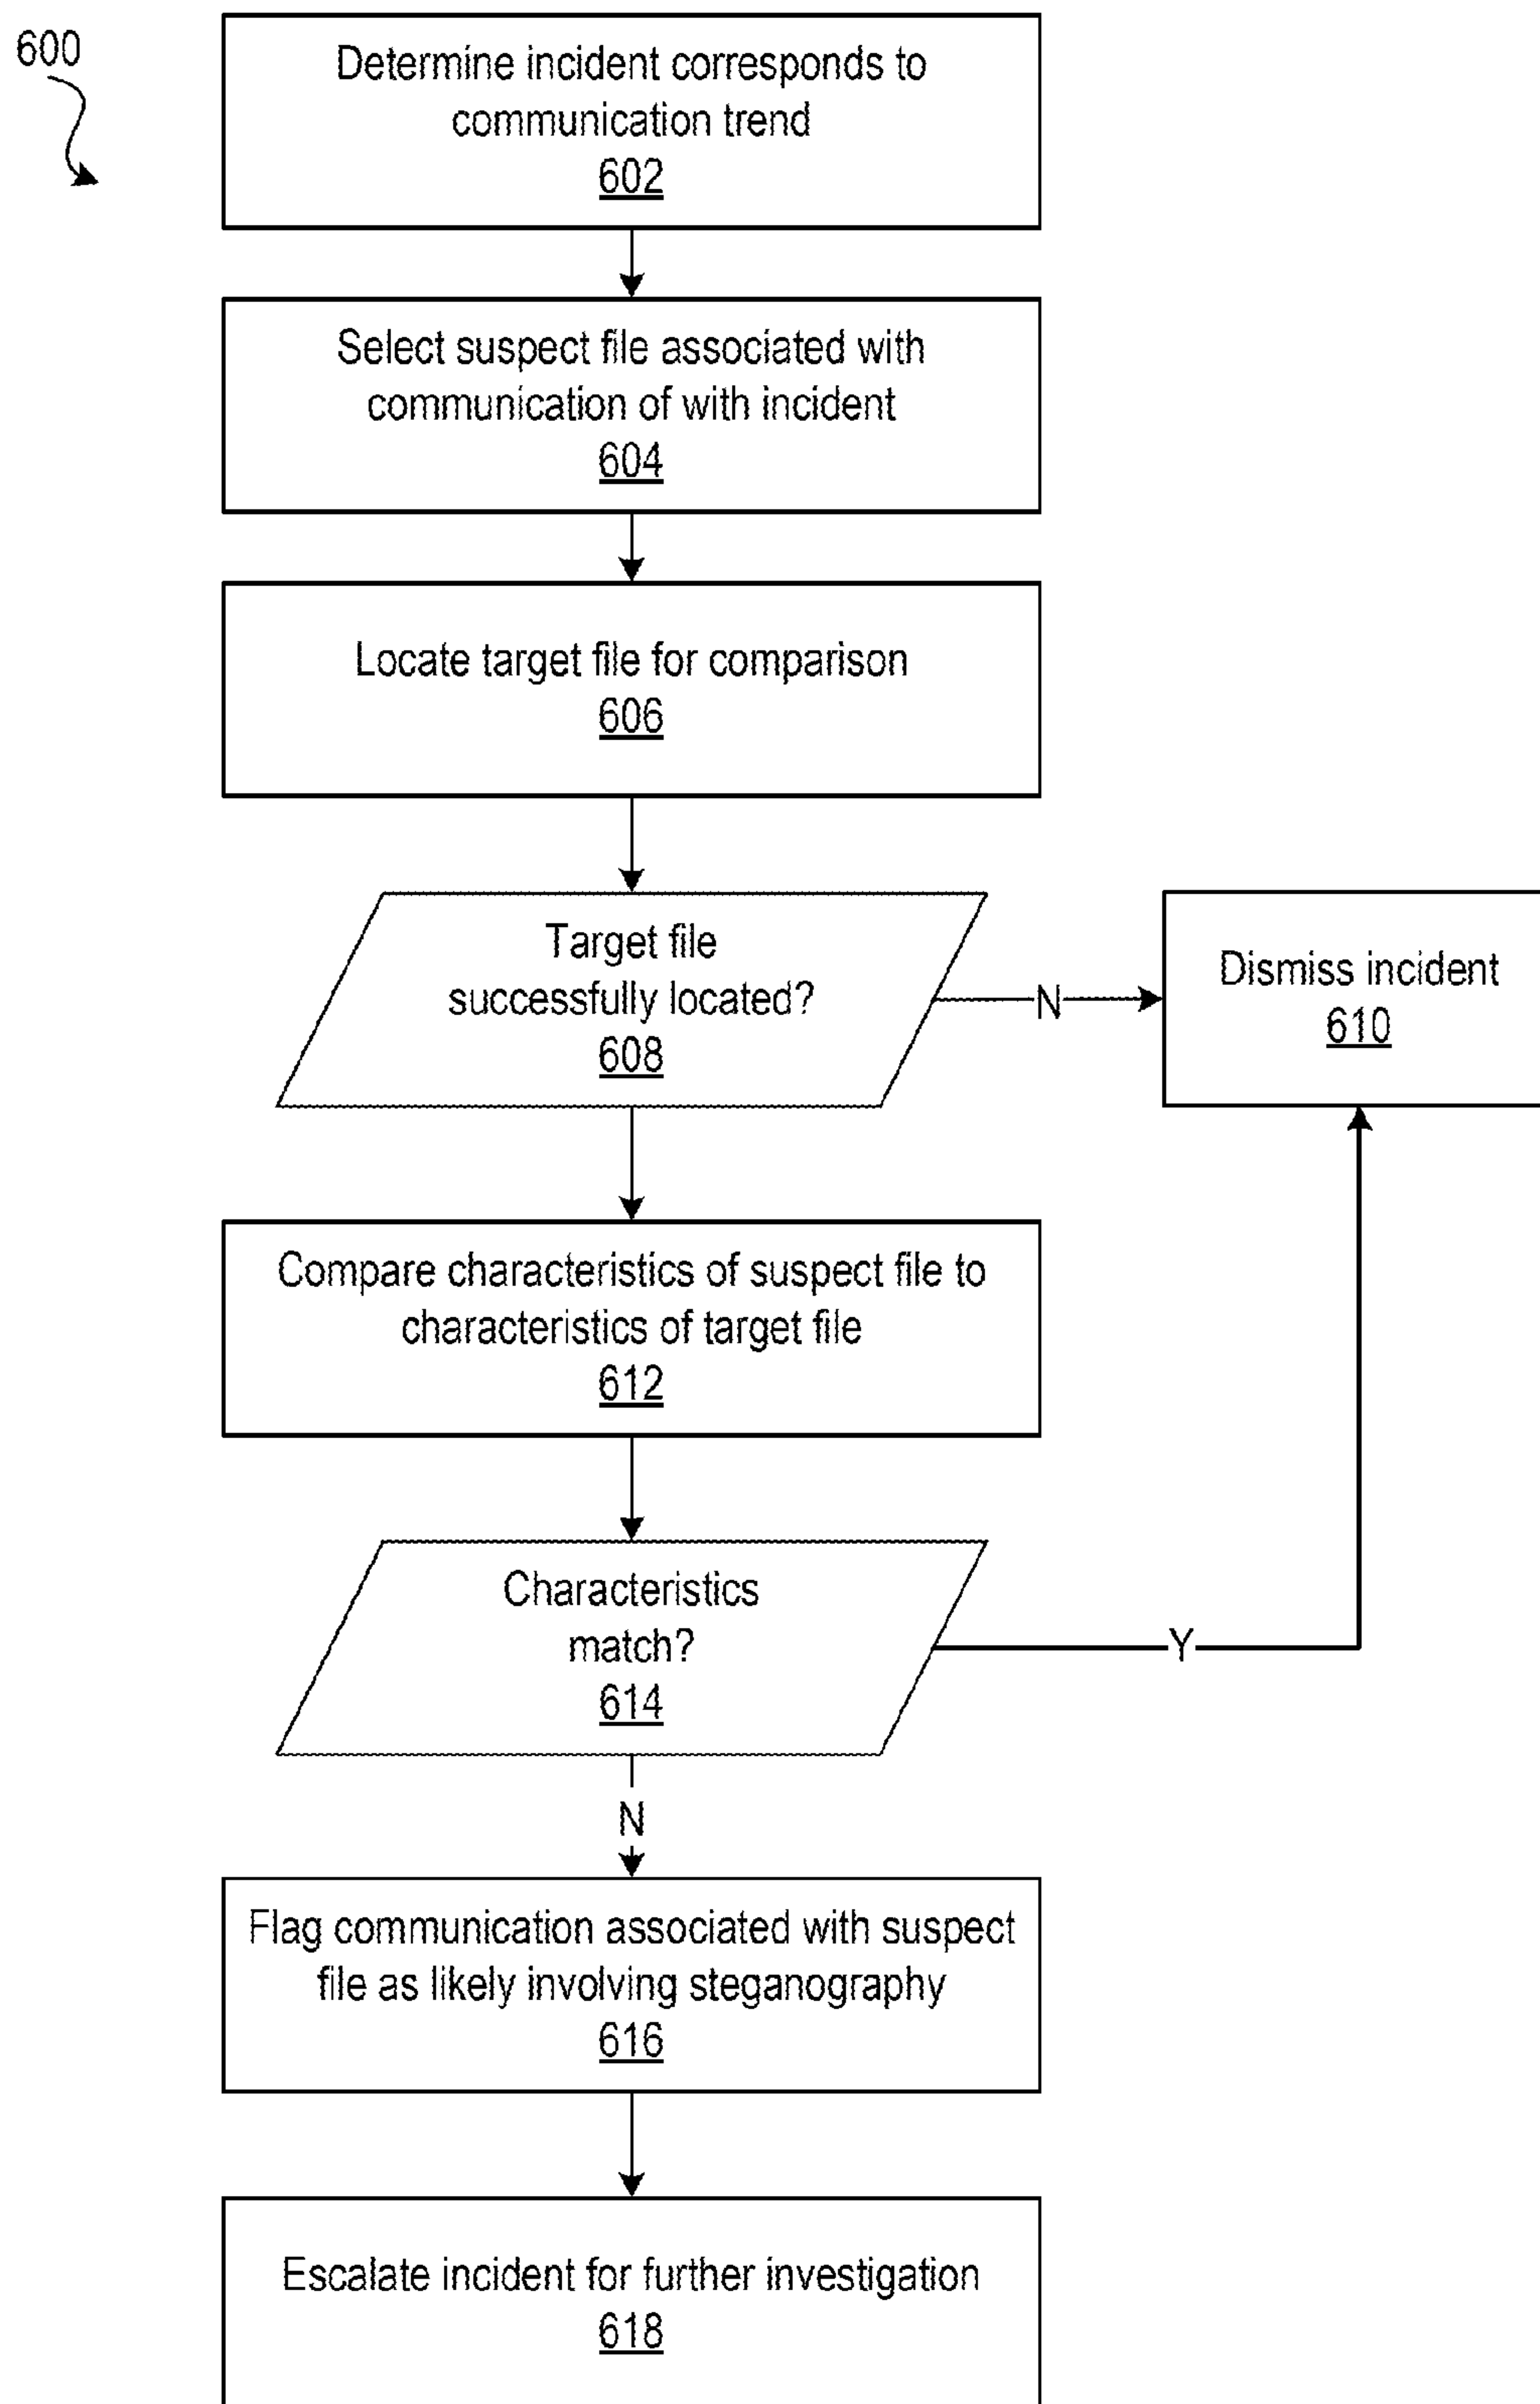 600
Determine incident corresponds to
communication trend
602
Select suspect file associated with
communication of with incident
604
Locate target file for comparison
606
Target file
successfully located?
608
N
Dismiss incident
610
Compare characteristics of suspect file to
characteristics of target file
612
Characteristics
match?
614
Y
N
Flag communication associated with suspect
file as likely involving steganography
616
Escalate incident for further investigation
618